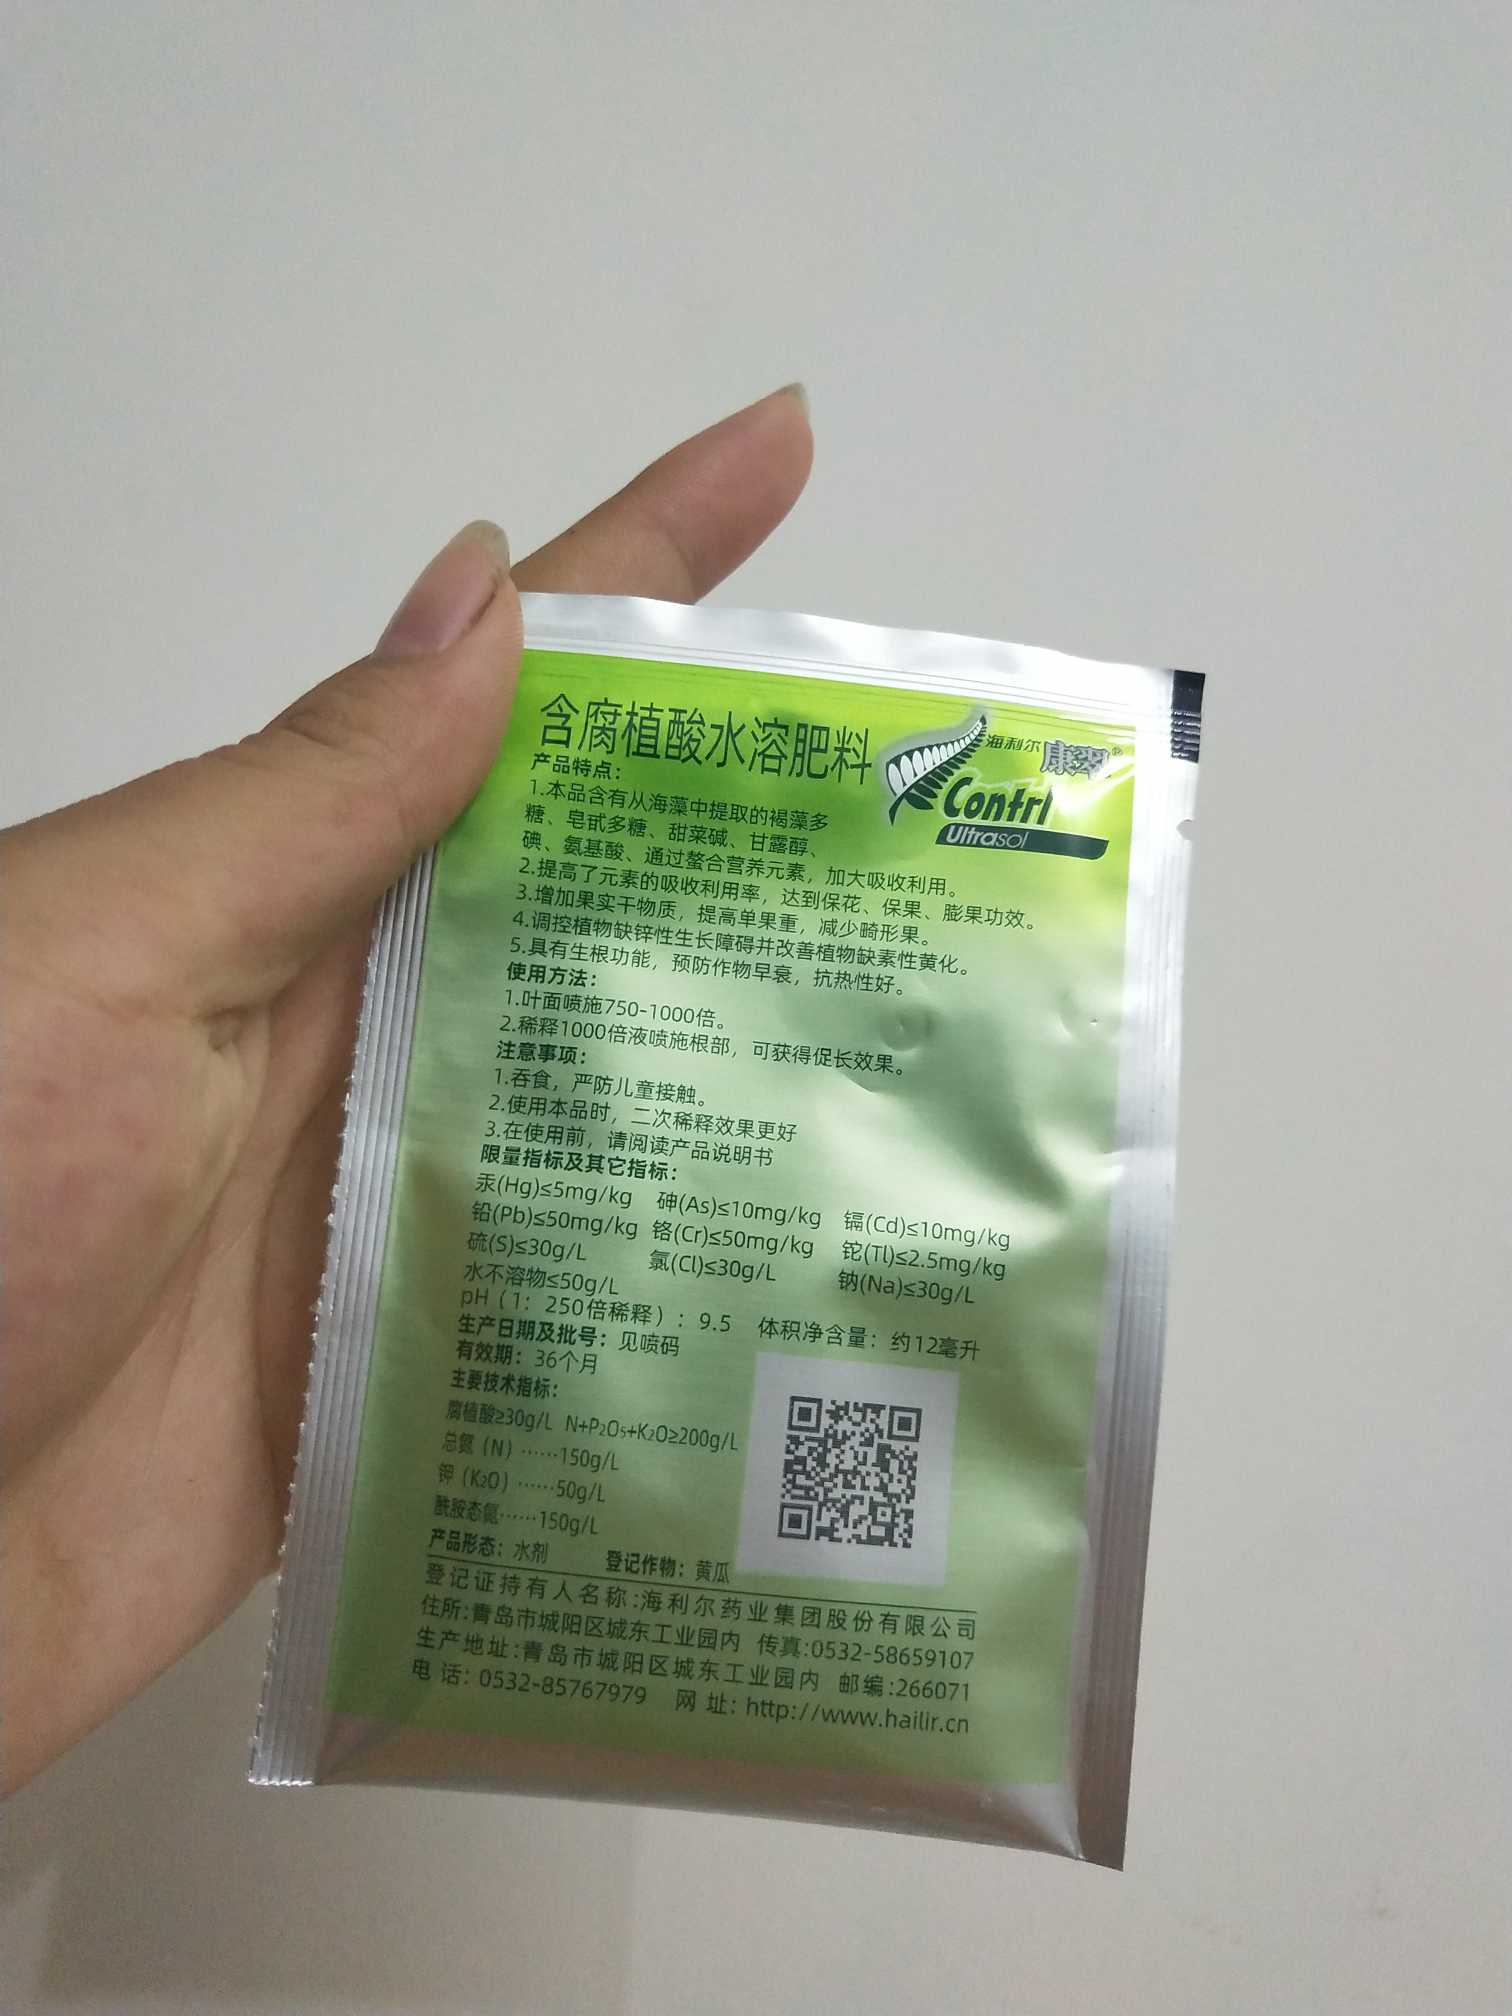 含腐植酸水溶肥料
海利尔 康翠®
Contrl
Ultrasol
产品特点：
1.本品含有从海藻中提取的褐藻多
糖、皂甙多糖、甜菜碱、甘露醇、
碘、氨基酸、通过螯合营养元素，加大吸收利用。
2.提高了元素的吸收利用率，达到保花、保果、膨果功效。
3.增加果实干物质，提高单果重，减少畸形果。
4.调控植物缺锌性生长障碍并改善植物缺素性黄化。
5.具有生根功能，预防作物早衰，抗热性好。
使用方法：
1.叶面喷施750-1000倍。
2.稀释1000倍液喷施根部，可获得促长效果。
注意事项：
1.吞食，严防儿童接触。
2.使用本品时，二次稀释效果更好
3.在使用前，请阅读产品说明书
限量指标及其它指标：
汞(Hg)≤5mg/kg 砷(As)≤10mg/kg 镉(Cd)≤10mg/kg
铅(Pb)≤50mg/kg 铬(Cr)≤50mg/kg 铊(Tl)≤2.5mg/kg
硫(S)≤30g/L 氯(Cl)≤30g/L 钠(Na)≤30g/L
水不溶物≤50g/L
pH（1：250倍稀释）：9.5 体积净含量：约12毫升
生产日期及批号：见喷码
有效期：36个月
主要技术指标：
腐植酸≥30g/L N+P₂O₅+K₂O≥200g/L
总氮（N）……150g/L
钾（K₂O）……50g/L
酰胺态氮……150g/L
产品形态：水剂 登记作物：黄瓜
登记证持有人名称:海利尔药业集团股份有限公司
住所:青岛市城阳区城东工业园内 传真:0532-58659107
生产地址:青岛市城阳区城东工业园内 邮编:266071
电话：0532-85767979 网址：http://www.hailir.cn